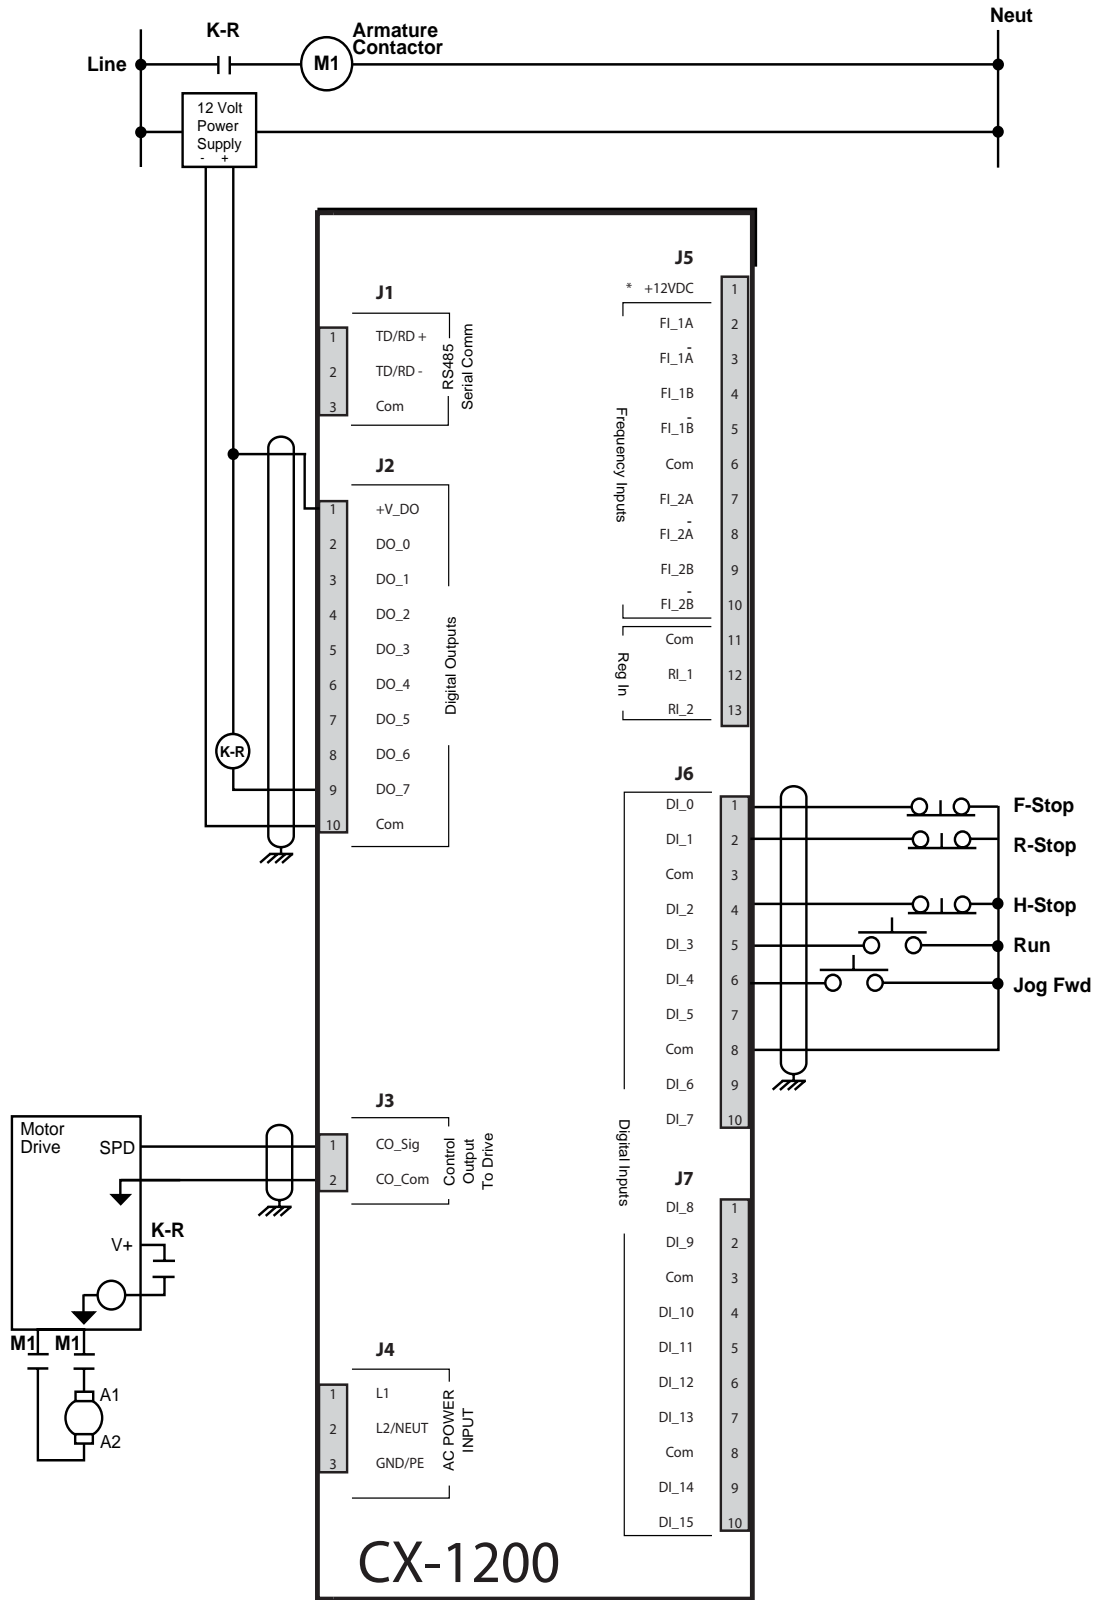 Neut
K-R
Armature
Contactor
Line
M1
12 Volt
Power
Supply
- +
J5
* +12VDC 1
FI_1A 2
FI_1A̅ 3
FI_1B 4
FI_1B̅ 5
Com 6
FI_2A 7
FI_2A̅ 8
FI_2B 9
FI_2B̅ 10
Frequency Inputs
Com 11
RI_1 12
RI_2 13
Reg In
J1
1 TD/RD +
2 TD/RD -
3 Com
RS485
Serial Comm
J2
1 +V_DO
2 DO_0
3 DO_1
4 DO_2
5 DO_3
6 DO_4
7 DO_5
8 DO_6
9 DO_7
10 Com
Digital Outputs
K-R
J6
DI_0 1 F-Stop
DI_1 2 R-Stop
Com 3
DI_2 4 H-Stop
DI_3 5 Run
DI_4 6 Jog Fwd
DI_5 7
Com 8
DI_6 9
DI_7 10
Digital Inputs
J3
1 CO_Sig
2 CO_Com
Control
Output
To Drive
Motor
Drive
SPD
K-R
V+
M1 M1
A1
A2
J7
DI_8 1
DI_9 2
Com 3
DI_10 4
DI_11 5
DI_12 6
DI_13 7
Com 8
DI_14 9
DI_15 10
J4
1 L1
2 L2/NEUT
3 GND/PE
AC POWER
INPUT
CX-1200